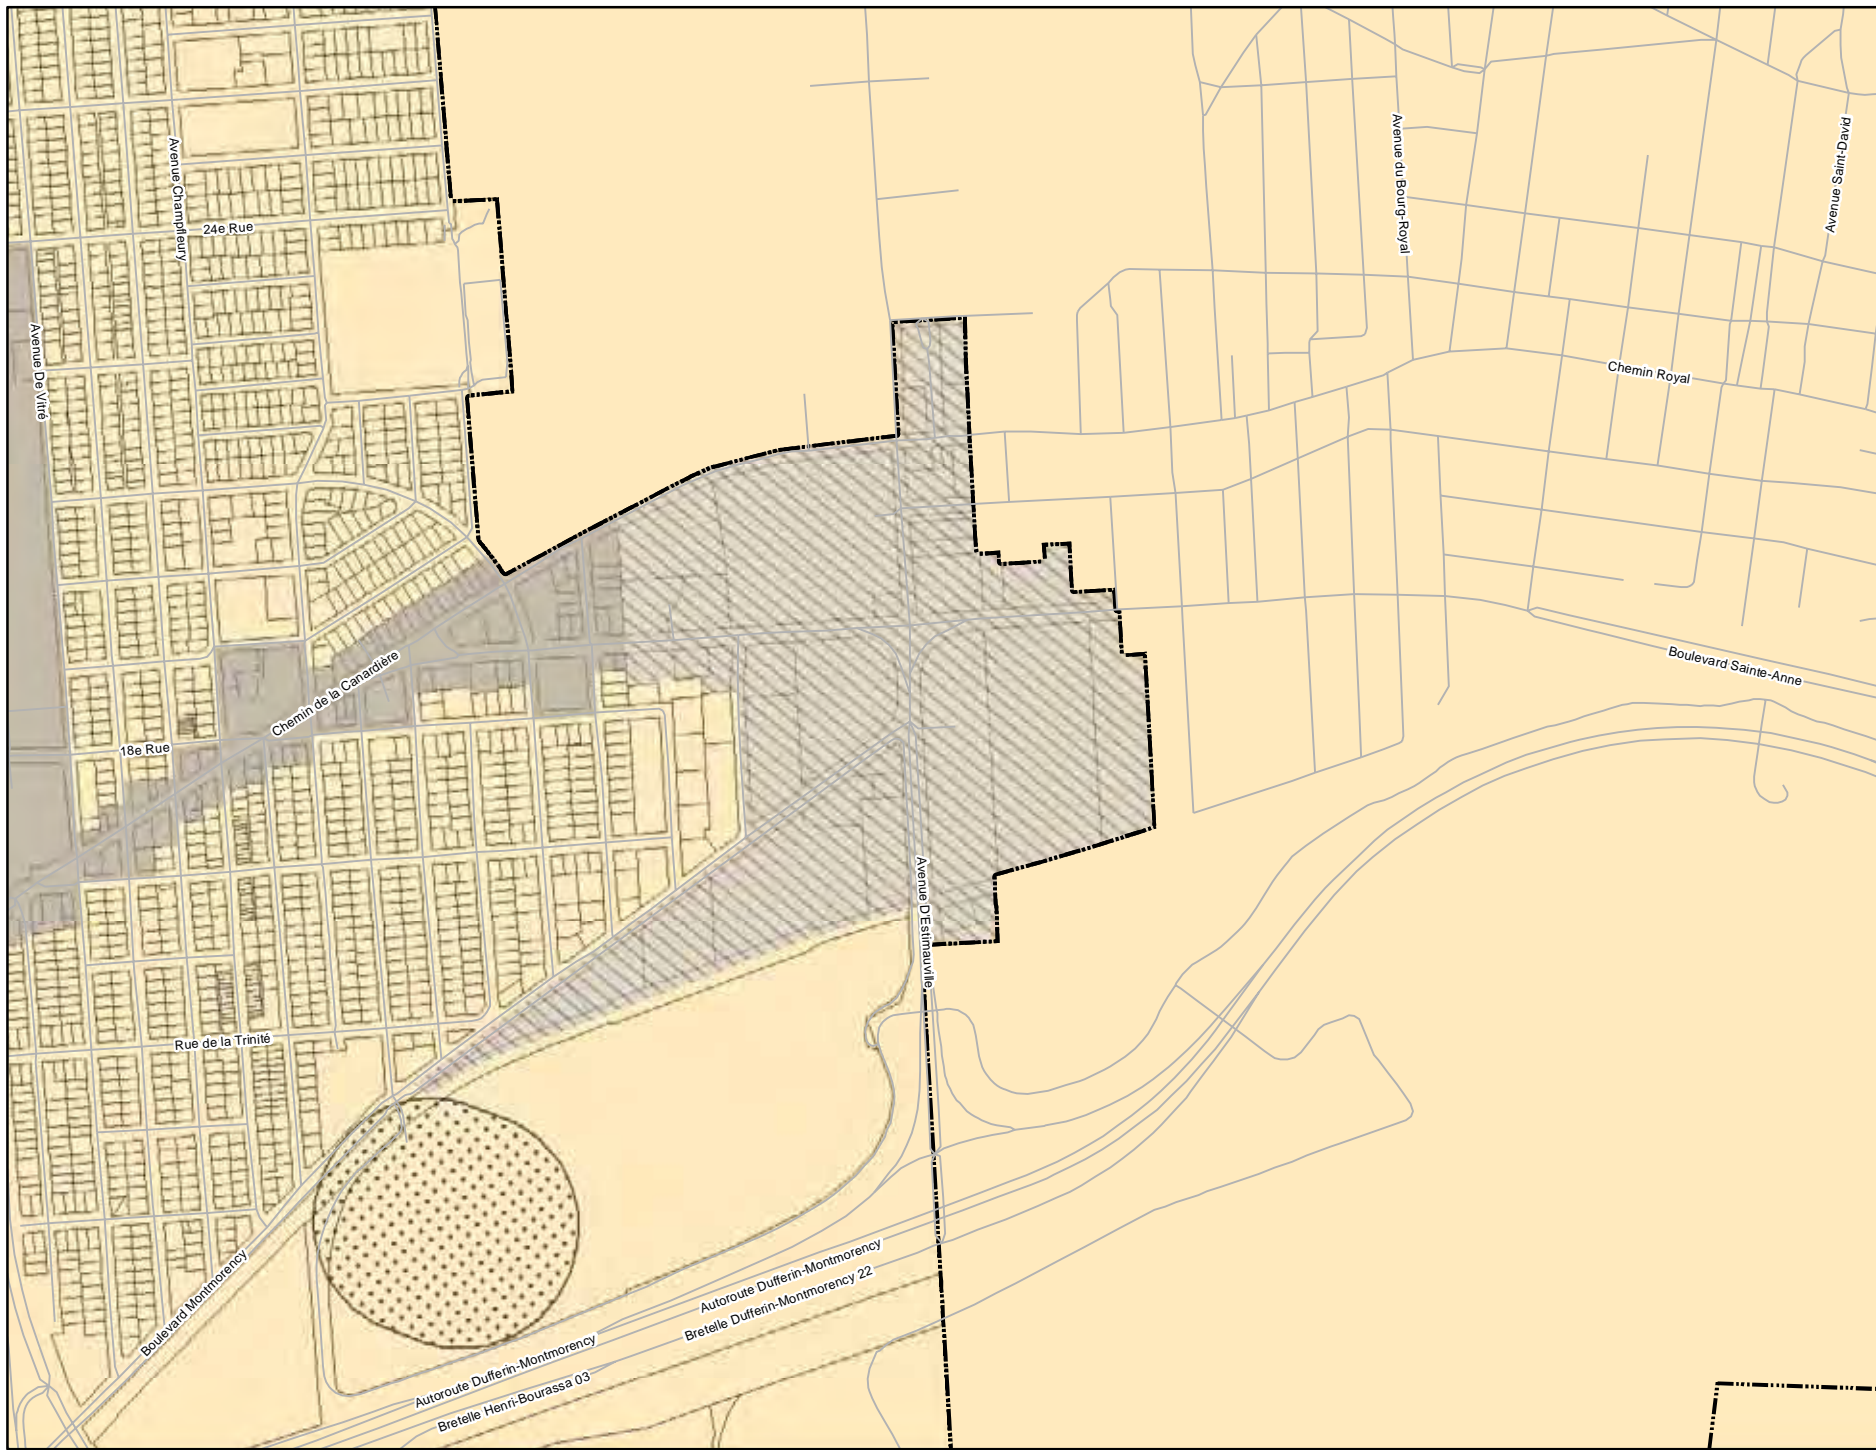 Avenue du Bourg-Royal
Avenue Saint-David
Avenue Champfleury
24e Rue
Avenue De Vitré
Chemin Royal
Chemin de la Canardière
Boulevard Sainte-Anne
18e Rue
Avenue D'Estimauville
Rue de la Trinité
Boulevard Montmorency
Autoroute Dufferin-Montmorency
Bretelle Dufferin-Montmorency 22
Autoroute Dufferin-Montmorency
Bretelle Henri-Bourassa 03